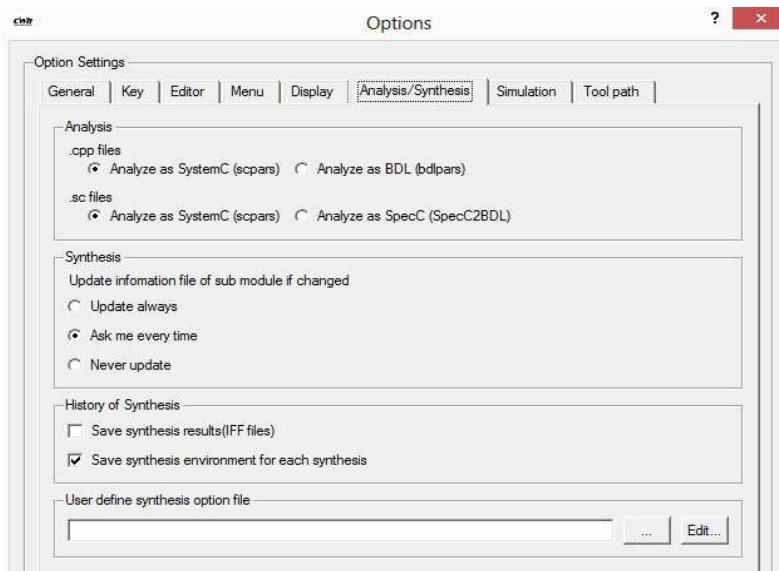 cwb
Options
?
Option Settings
General Key Editor Menu Display Analysis/Synthesis Simulation Tool path
Analysis
.cpp files
Analyze as SystemC (scpars) Analyze as BDL (bdlpars)
.sc files
Analyze as SystemC (scpars) Analyze as SpecC (SpecC2BDL)
Synthesis
Update infomation file of sub module if changed
Update always
Ask me every time
Never update
History of Synthesis
Save synthesis results(IFF files)
Save synthesis environment for each synthesis
User define synthesis option file
... Edit...